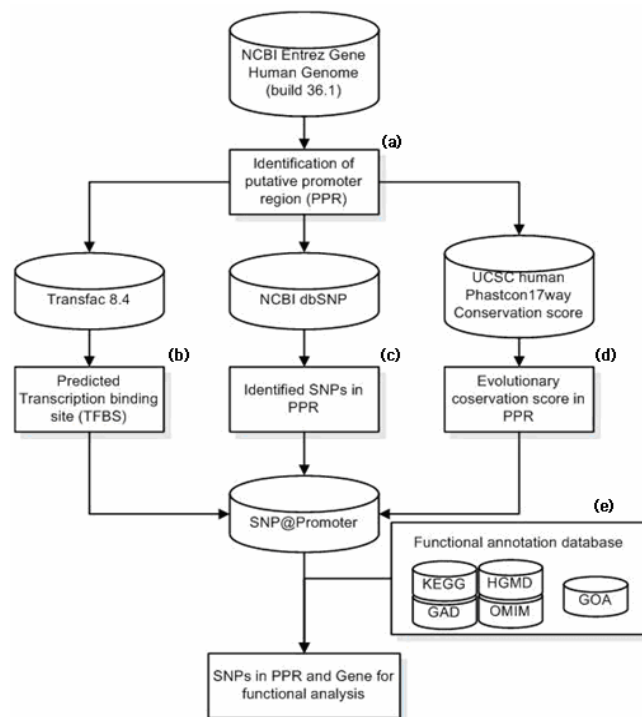 NCBI Entrez Gene
Human Genome
(build 36.1)
(a)
Identification of
putative promoter
region (PPR)
Transfac 8.4
NCBI dbSNP
UCSC human
Phastcon17way
Conservation score
(b)
(c)
(d)
Predicted
Transcription binding
site (TFBS)
Identified SNPs in
PPR
Evolutionary
coservation score in
PPR
SNP@Promoter
(e)
Functional annotation database
KEGG
HGMD
GAD
OMIM
GOA
SNPs in PPR and Gene for
functional analysis